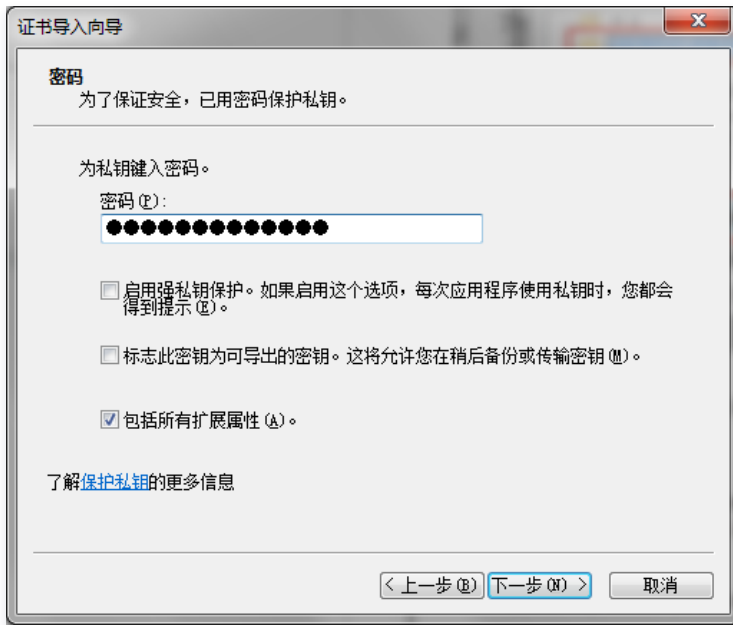 证书导入向导
密码
为了保证安全，已用密码保护私钥。
为私钥键入密码。
密码(P):
●●●●●●●●●●●●●
启用强私钥保护。如果启用这个选项，每次应用程序使用私钥时，您都会
得到提示(E)。
标志此密钥为可导出的密钥。这将允许您在稍后备份或传输密钥(M)。
包括所有扩展属性(A)。
了解保护私钥的更多信息
< 上一步(B) 下一步(N) > 取消